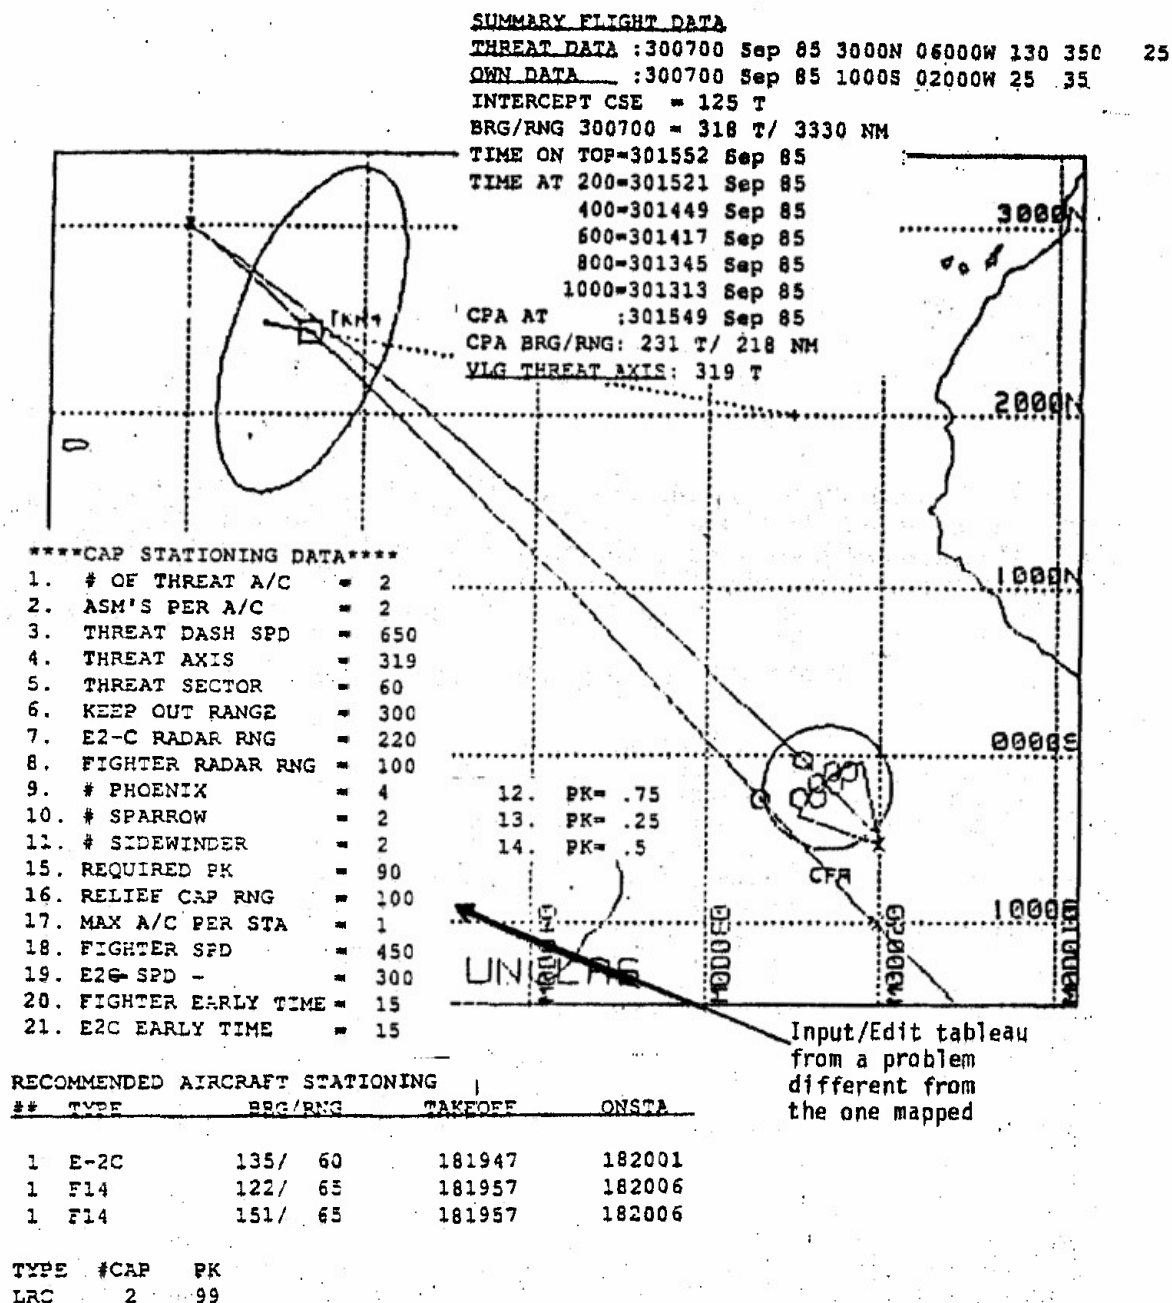 SUMMARY FLIGHT DATA
THREAT DATA :300700 Sep 85 3000N 06000W 130 350 25
OWN DATA :300700 Sep 85 1000S 02000W 25 35
INTERCEPT CSE = 125 T
BRG/RNG 300700 = 318 T/ 3330 NM
TIME ON TOP=301552 Sep 85
TIME AT 200=301521 Sep 85
400=301449 Sep 85
600=301417 Sep 85
800=301345 Sep 85
1000=301313 Sep 85
CPA AT :301549 Sep 85
CPA BRG/RNG: 231 T/ 218 NM
VLG THREAT AXIS: 319 T
3000N
2000N
1000N
0000S
****CAP STATIONING DATA****
1. # OF THREAT A/C = 2
2. ASM'S PER A/C = 2
3. THREAT DASH SPD = 650
4. THREAT AXIS = 319
5. THREAT SECTOR = 60
6. KEEP OUT RANGE = 300
7. E2-C RADAR RNG = 220
8. FIGHTER RADAR RNG = 100
9. # PHOENIX = 4
10. # SPARROW = 2
11. # SIDEWINDER = 2
12. PK= .75
13. PK= .25
14. PK= .5
15. REQUIRED PK = 90
16. RELIEF CAP RNG = 100
17. MAX A/C PER STA = 1
18. FIGHTER SPD = 450
19. E2C SPD - = 300
20. FIGHTER EARLY TIME = 15
21. E2C EARLY TIME = 15
CPA
UNCLAS
Input/Edit tableau
from a problem
different from
the one mapped
RECOMMENDED AIRCRAFT STATIONING
## TYPE BRG/RNG TAKEOFF ONSTA
1 E-2C 135/ 60 181947 182001
1 F14 122/ 65 181957 182006
1 F14 151/ 65 181957 182006
TYPE #CAP PK
LRC 2 99